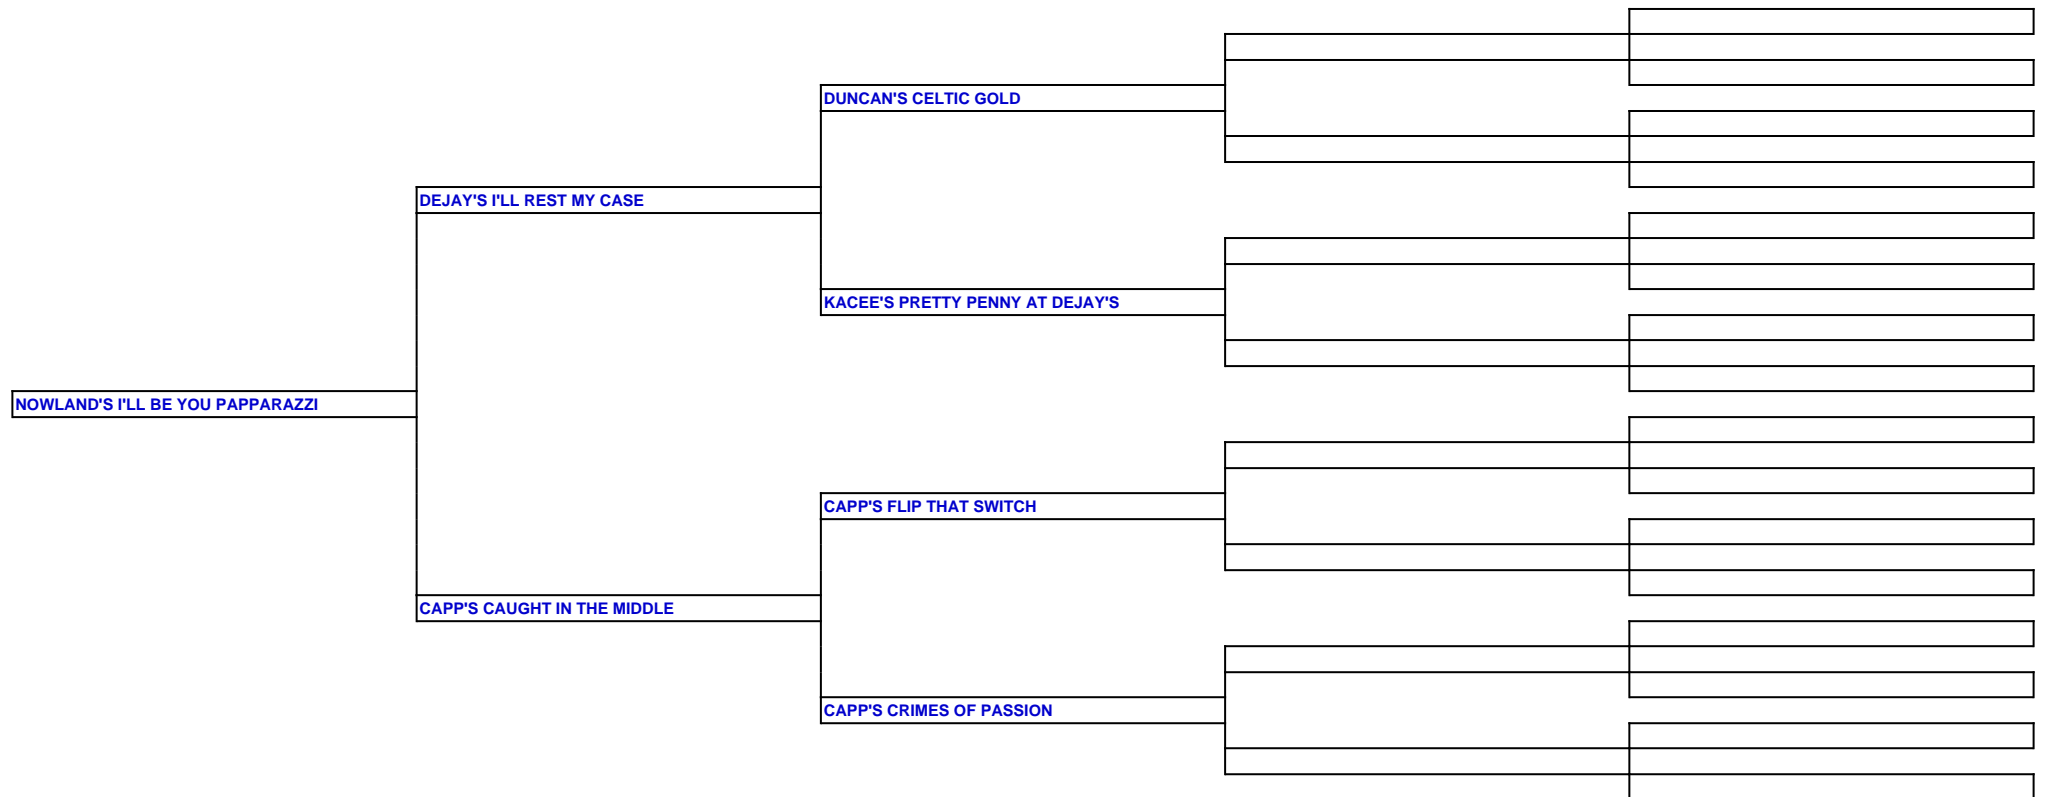 DUNCAN'S CELTIC GOLD
DEJAY'S I'LL REST MY CASE
KACEE'S PRETTY PENNY AT DEJAY'S
NOWLAND'S I'LL BE YOU PAPPARAZZI
CAPP'S FLIP THAT SWITCH
CAPP'S CAUGHT IN THE MIDDLE
CAPP'S CRIMES OF PASSION